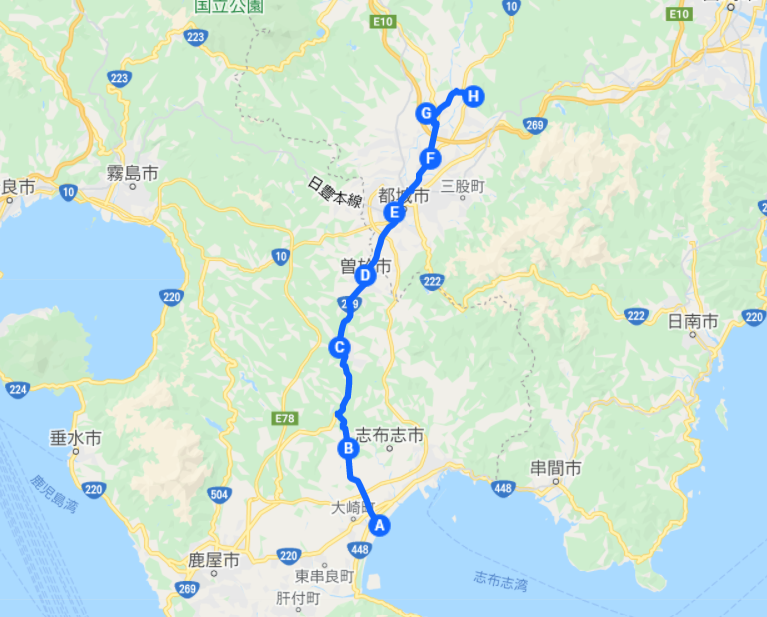 国立公園
10
E10
E10
223
223
H
G
269
F
霧島市
日豊本線
都城市
三股町
良市
10
E
10
曽於市
D
222
220
222
220
日南市
C
224
E78
垂水市
志布志市
B
串間市
鹿児島湾
220
504
448
大崎町
A
448
鹿屋市
220
東串良町
志布志湾
269
肝付町